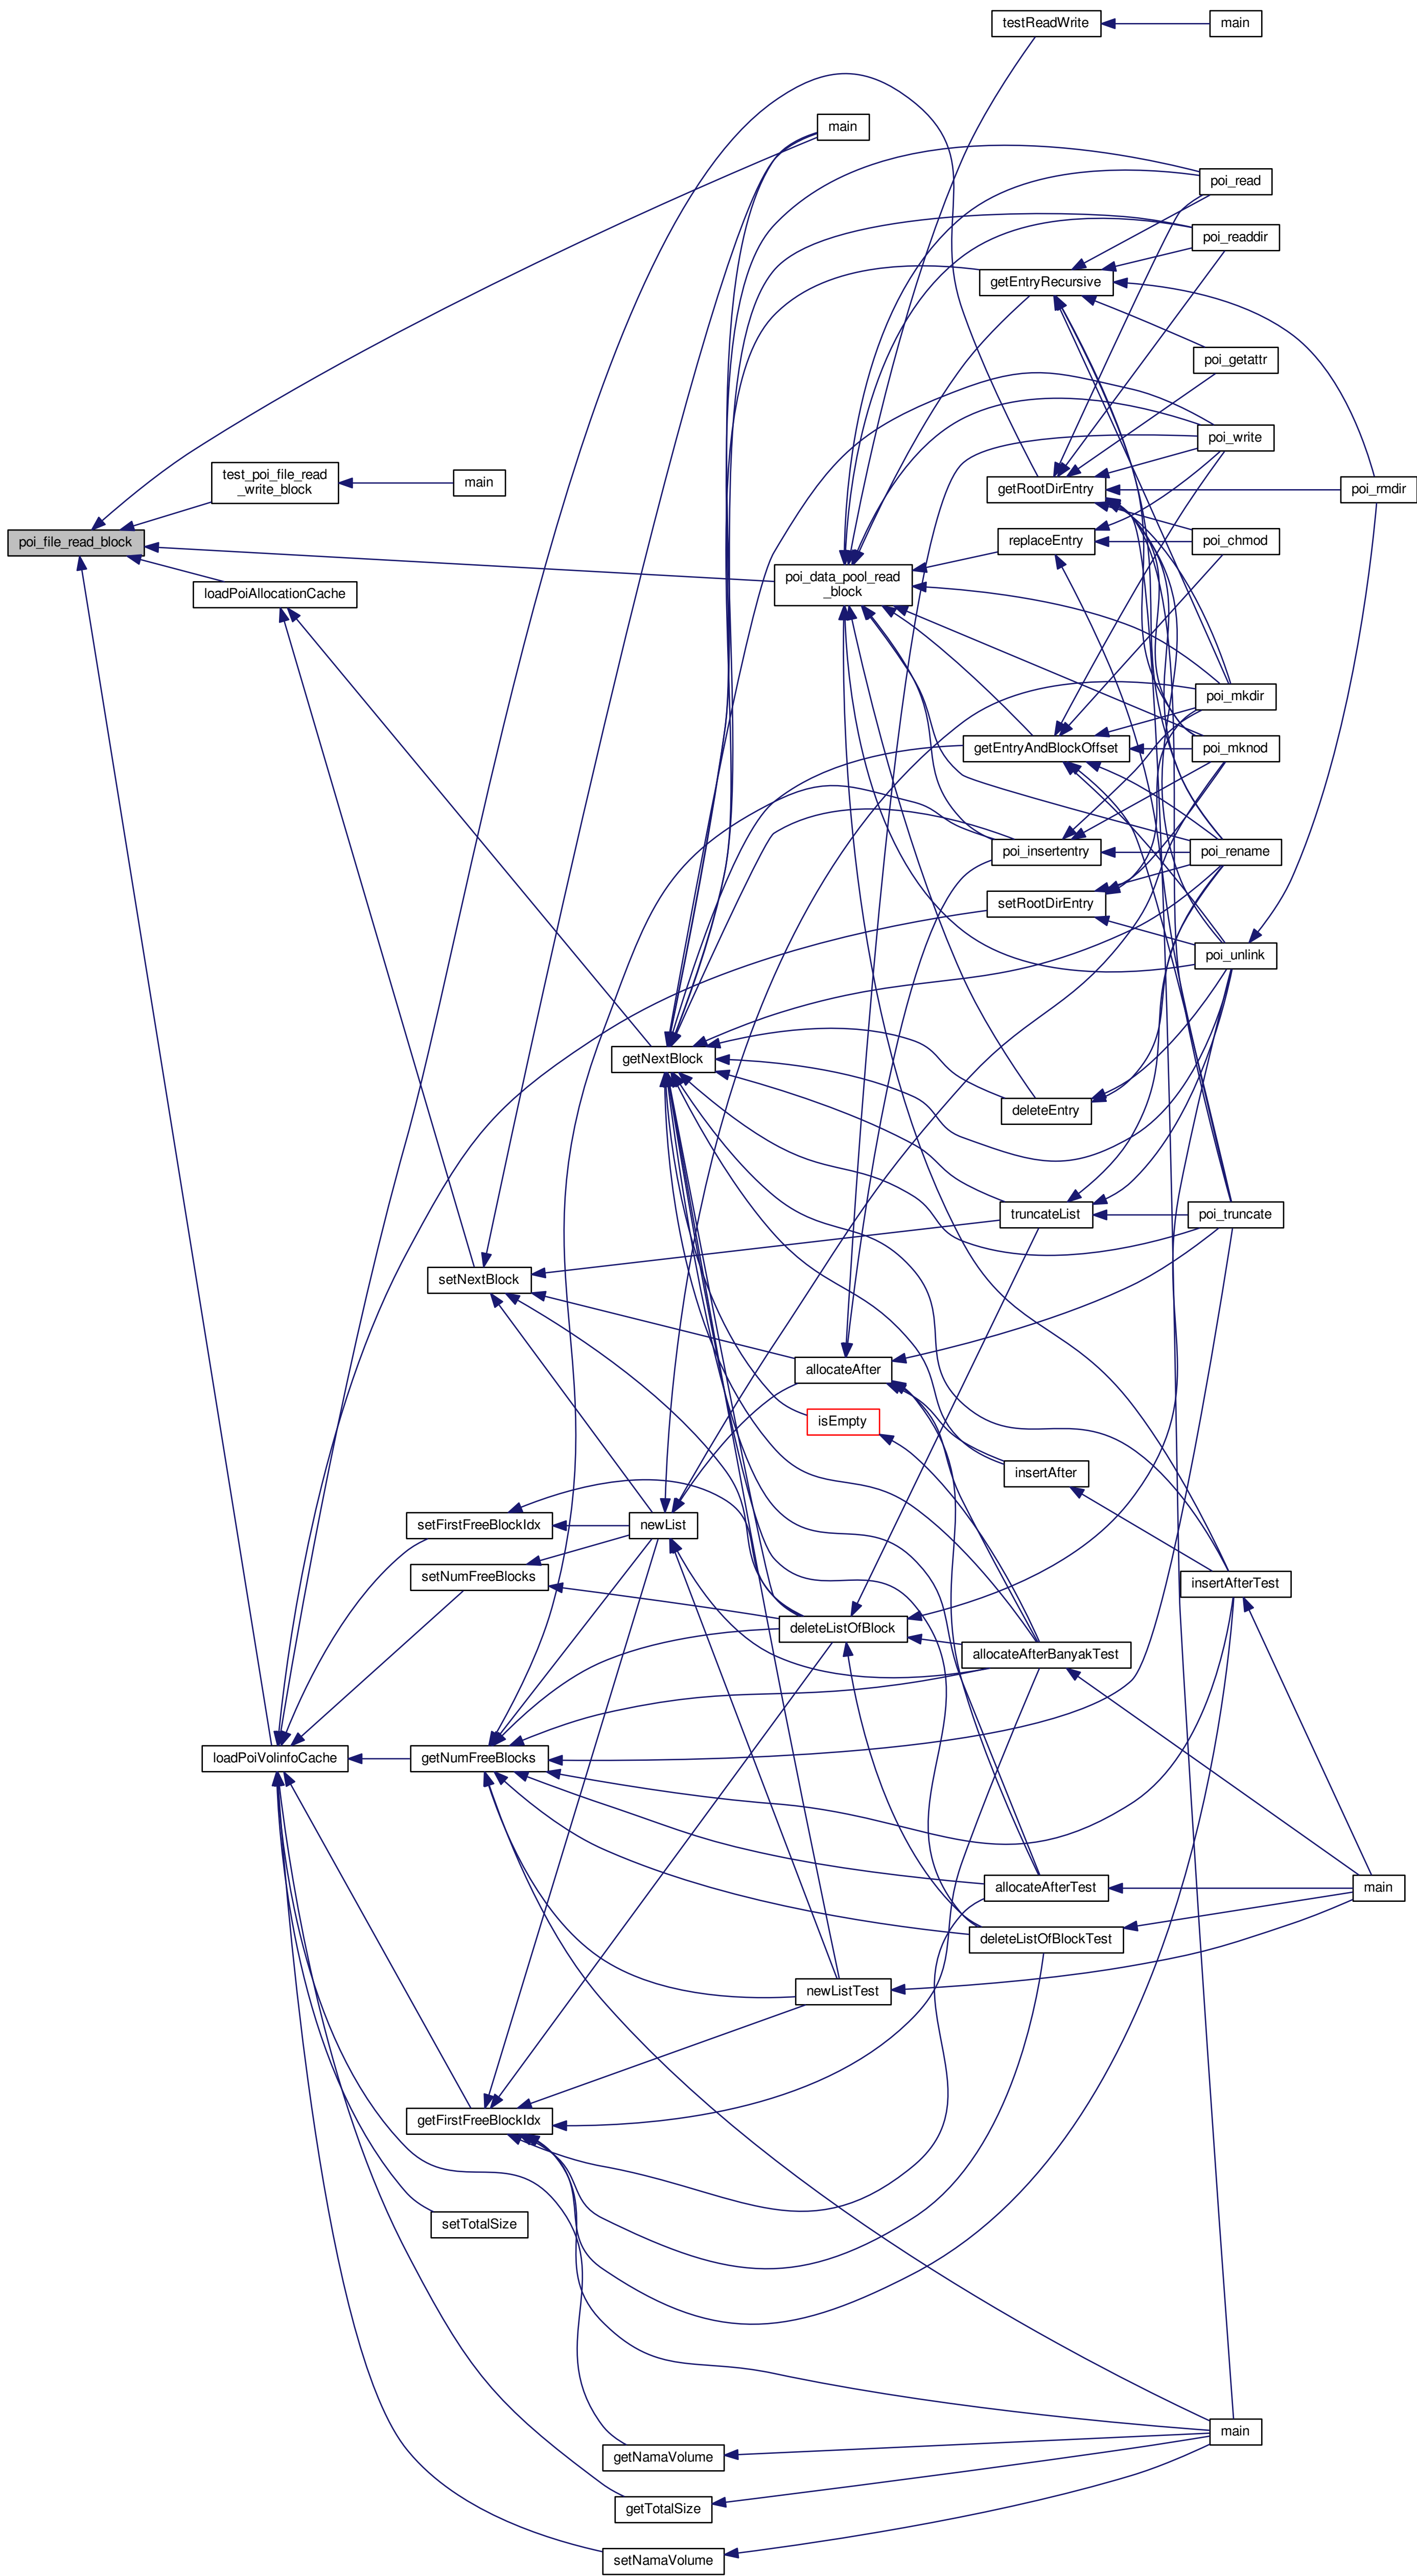 testReadWrite
main
main
poi_read
poi_readdir
getEntryRecursive
poi_getattr
poi_write
test_poi_file_read
_write_block
main
getRootDirEntry
poi_rmdir
poi_file_read_block
replaceEntry
poi_chmod
loadPoiAllocationCache
poi_data_pool_read
_block
poi_mkdir
getEntryAndBlockOffset
poi_mknod
poi_insertentry
poi_rename
setRootDirEntry
poi_unlink
getNextBlock
deleteEntry
truncateList
poi_truncate
setNextBlock
allocateAfter
isEmpty
insertAfter
setFirstFreeBlockIdx
newList
setNumFreeBlocks
insertAfterTest
deleteListOfBlock
allocateAfterBanyakTest
loadPoiVolinfoCache
getNumFreeBlocks
allocateAfterTest
main
deleteListOfBlockTest
newListTest
getFirstFreeBlockIdx
setTotalSize
main
getNamaVolume
getTotalSize
setNamaVolume